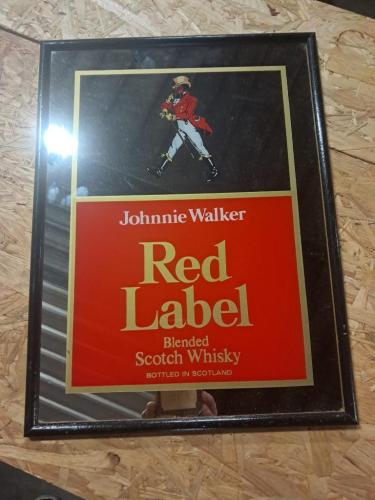 Johnnie Walker
Red
Label
Blended
Scotch Whisky
BOTTLED IN SCOTLAND